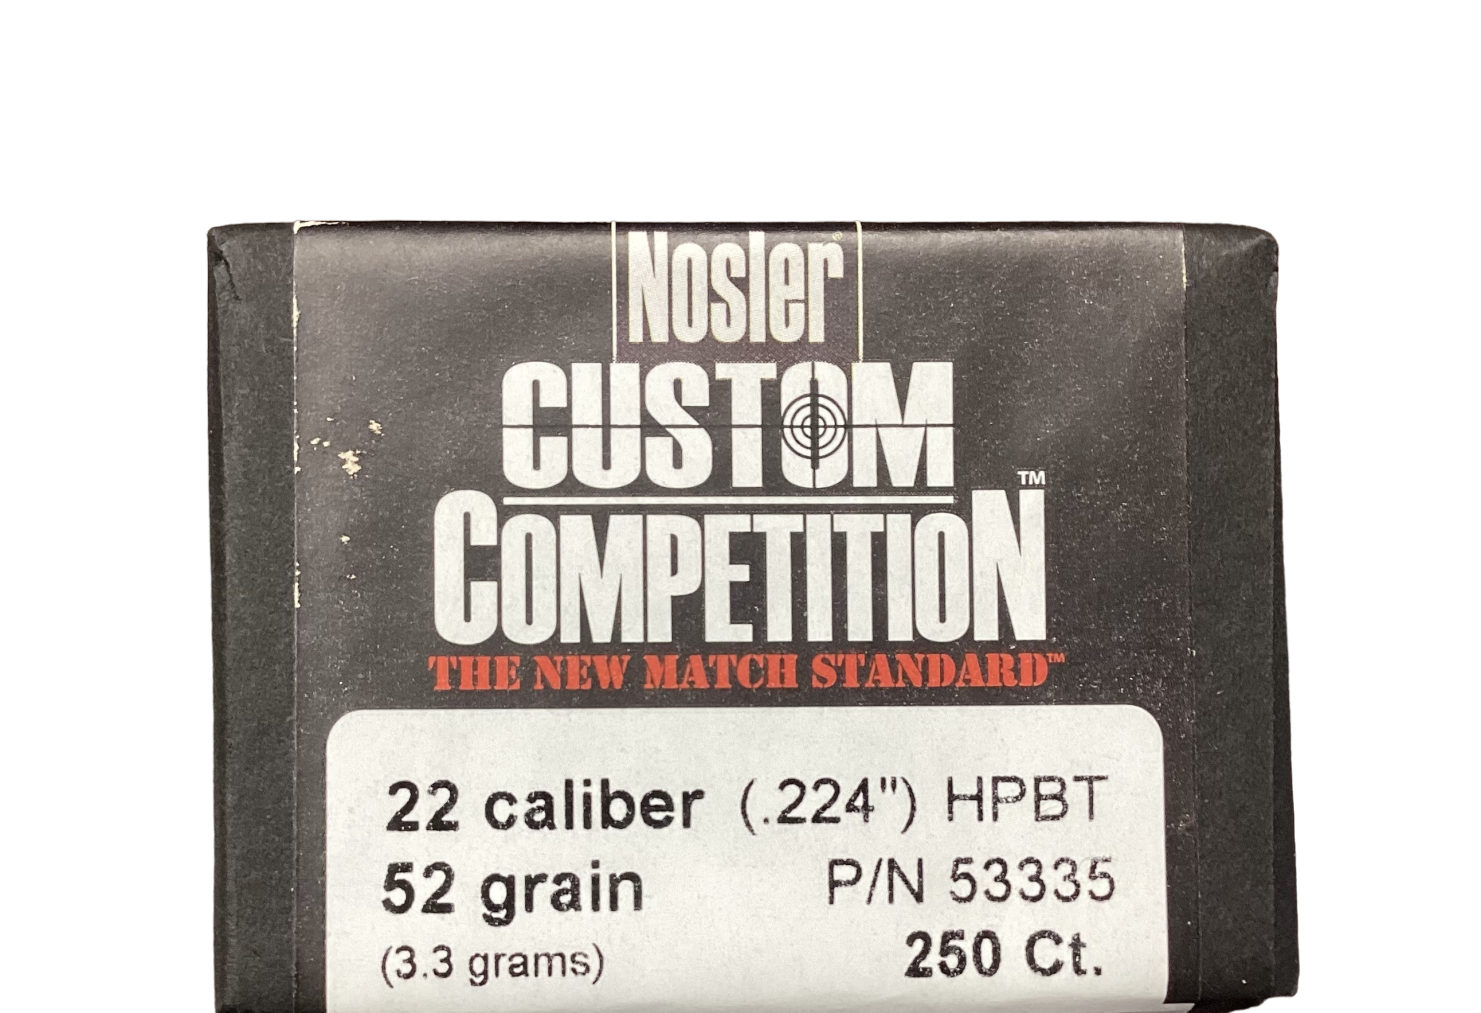 Nosler®
CUSTOM
COMPETITION™
THE NEW MATCH STANDARD™
22 caliber (.224") HPBT
52 grain P/N 53335
(3.3 grams) 250 Ct.